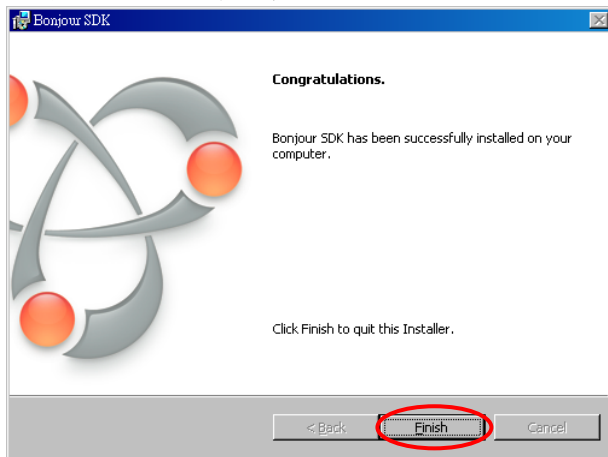 Bonjour SDK
Congratulations.
Bonjour SDK has been successfully installed on your
computer.
Click Finish to quit this Installer.
< Back
Finish
Cancel